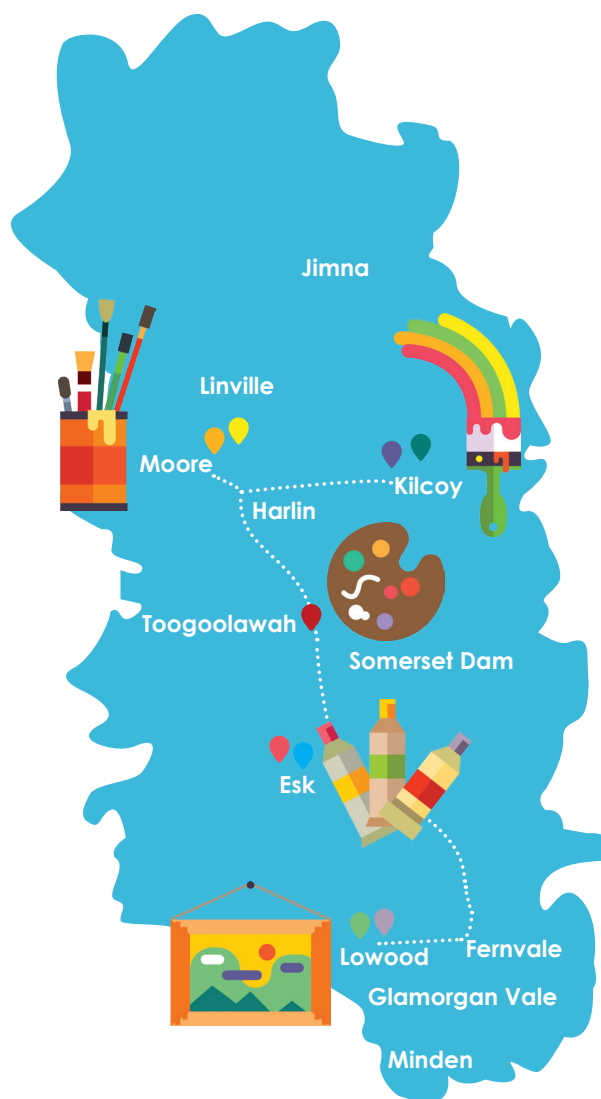 Jimna
Linville
Moore
Kilcoy
Harlin
Toogoolawah
Somerset Dam
Esk
Lowood
Fernvale
Glamorgan Vale
Minden